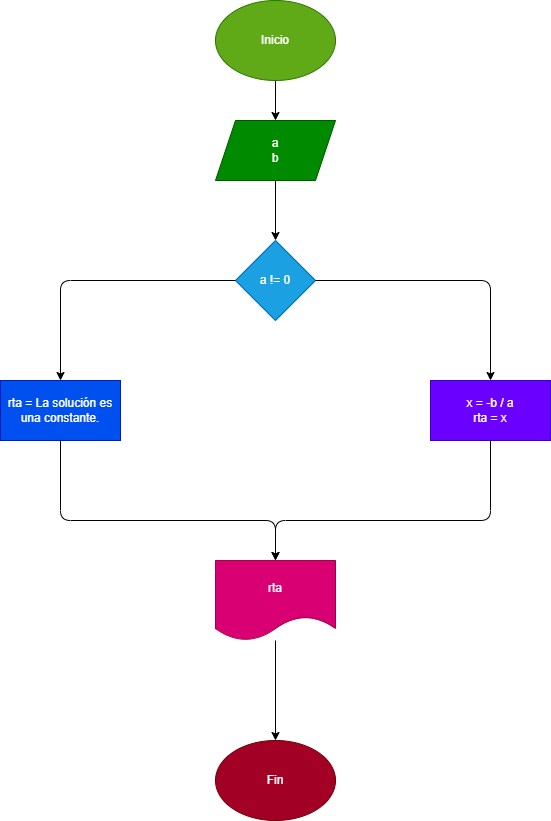 Inicio
a
b
a != 0
rta = La solución es
una constante.
x = -b / a
rta = x
rta
Fin